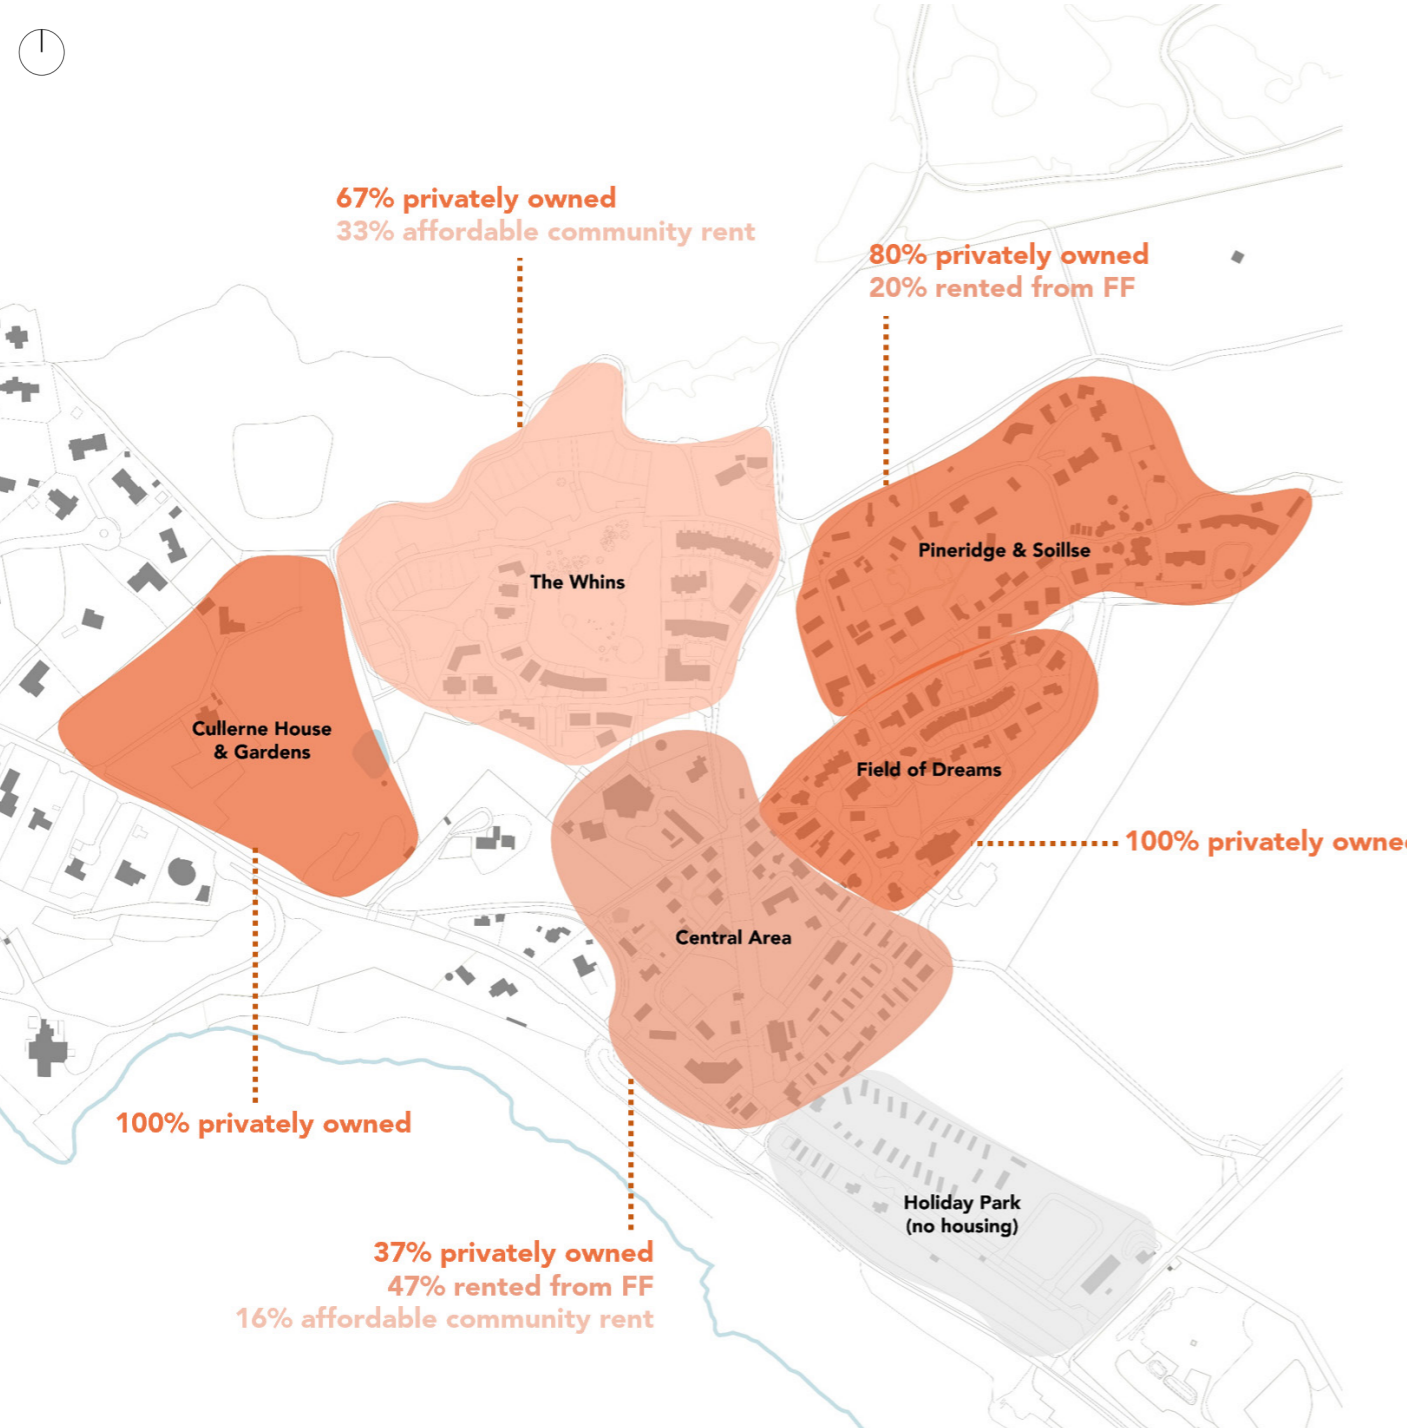 67% privately owned
33% affordable community rent
80% privately owned
20% rented from FF
Pineridge & Soillse
The Whins
Cullerne House
& Gardens
Field of Dreams
100% privately owne
Central Area
100% privately owned
Holiday Park
(no housing)
37% privately owned
47% rented from FF
16% affordable community rent